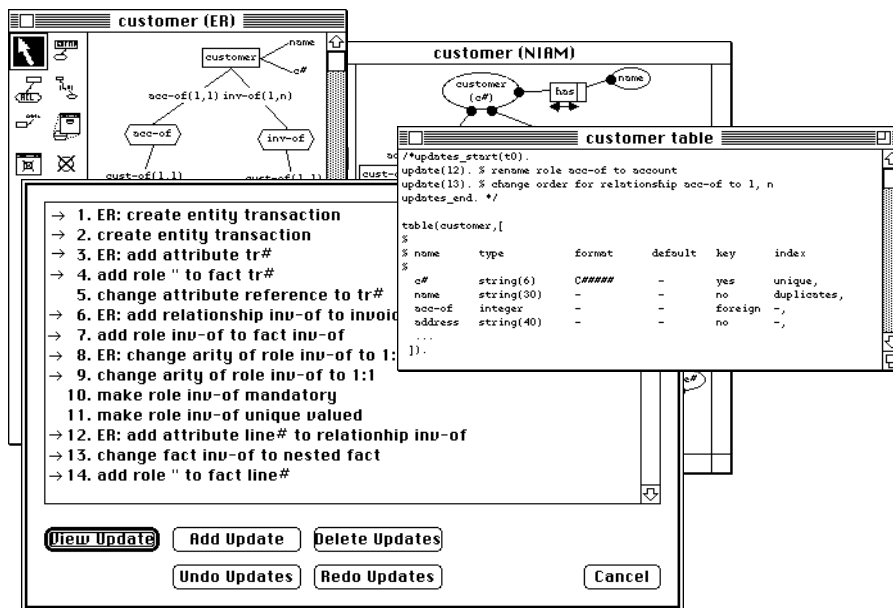 customer (ER)
customer
name
c#
acc-of(1,1) inv-of(1,n)
acc-of
inv-of
cust-of(1,1)
customer (NIAM)
customer
(c#)
has
name
customer table
/*updates_start(t0).
update(12). % rename role acc-of to account
update(13). % change order for relationship acc-of to 1, n
updates_end. */
table(customer,[
%
% name type format default key index
%
c# string(6) C##### - yes unique,
name string(30) - - no duplicates,
acc-of integer - - foreign -,
address string(40) - - no -,
...
]).
→ 1. ER: create entity transaction
→ 2. create entity transaction
→ 3. ER: add attribute tr#
→ 4. add role '' to fact tr#
5. change attribute reference to tr#
→ 6. ER: add relationship inv-of to invoic
→ 7. add role inv-of to fact inv-of
→ 8. ER: change arity of role inv-of to 1:
→ 9. change arity of role inv-of to 1:1
10. make role inv-of mandatory
11. make role inv-of unique valued
→ 12. ER: add attribute line# to relationhip inv-of
→ 13. change fact inv-of to nested fact
→ 14. add role '' to fact line#
View Update
Add Update
Delete Updates
Undo Updates
Redo Updates
Cancel